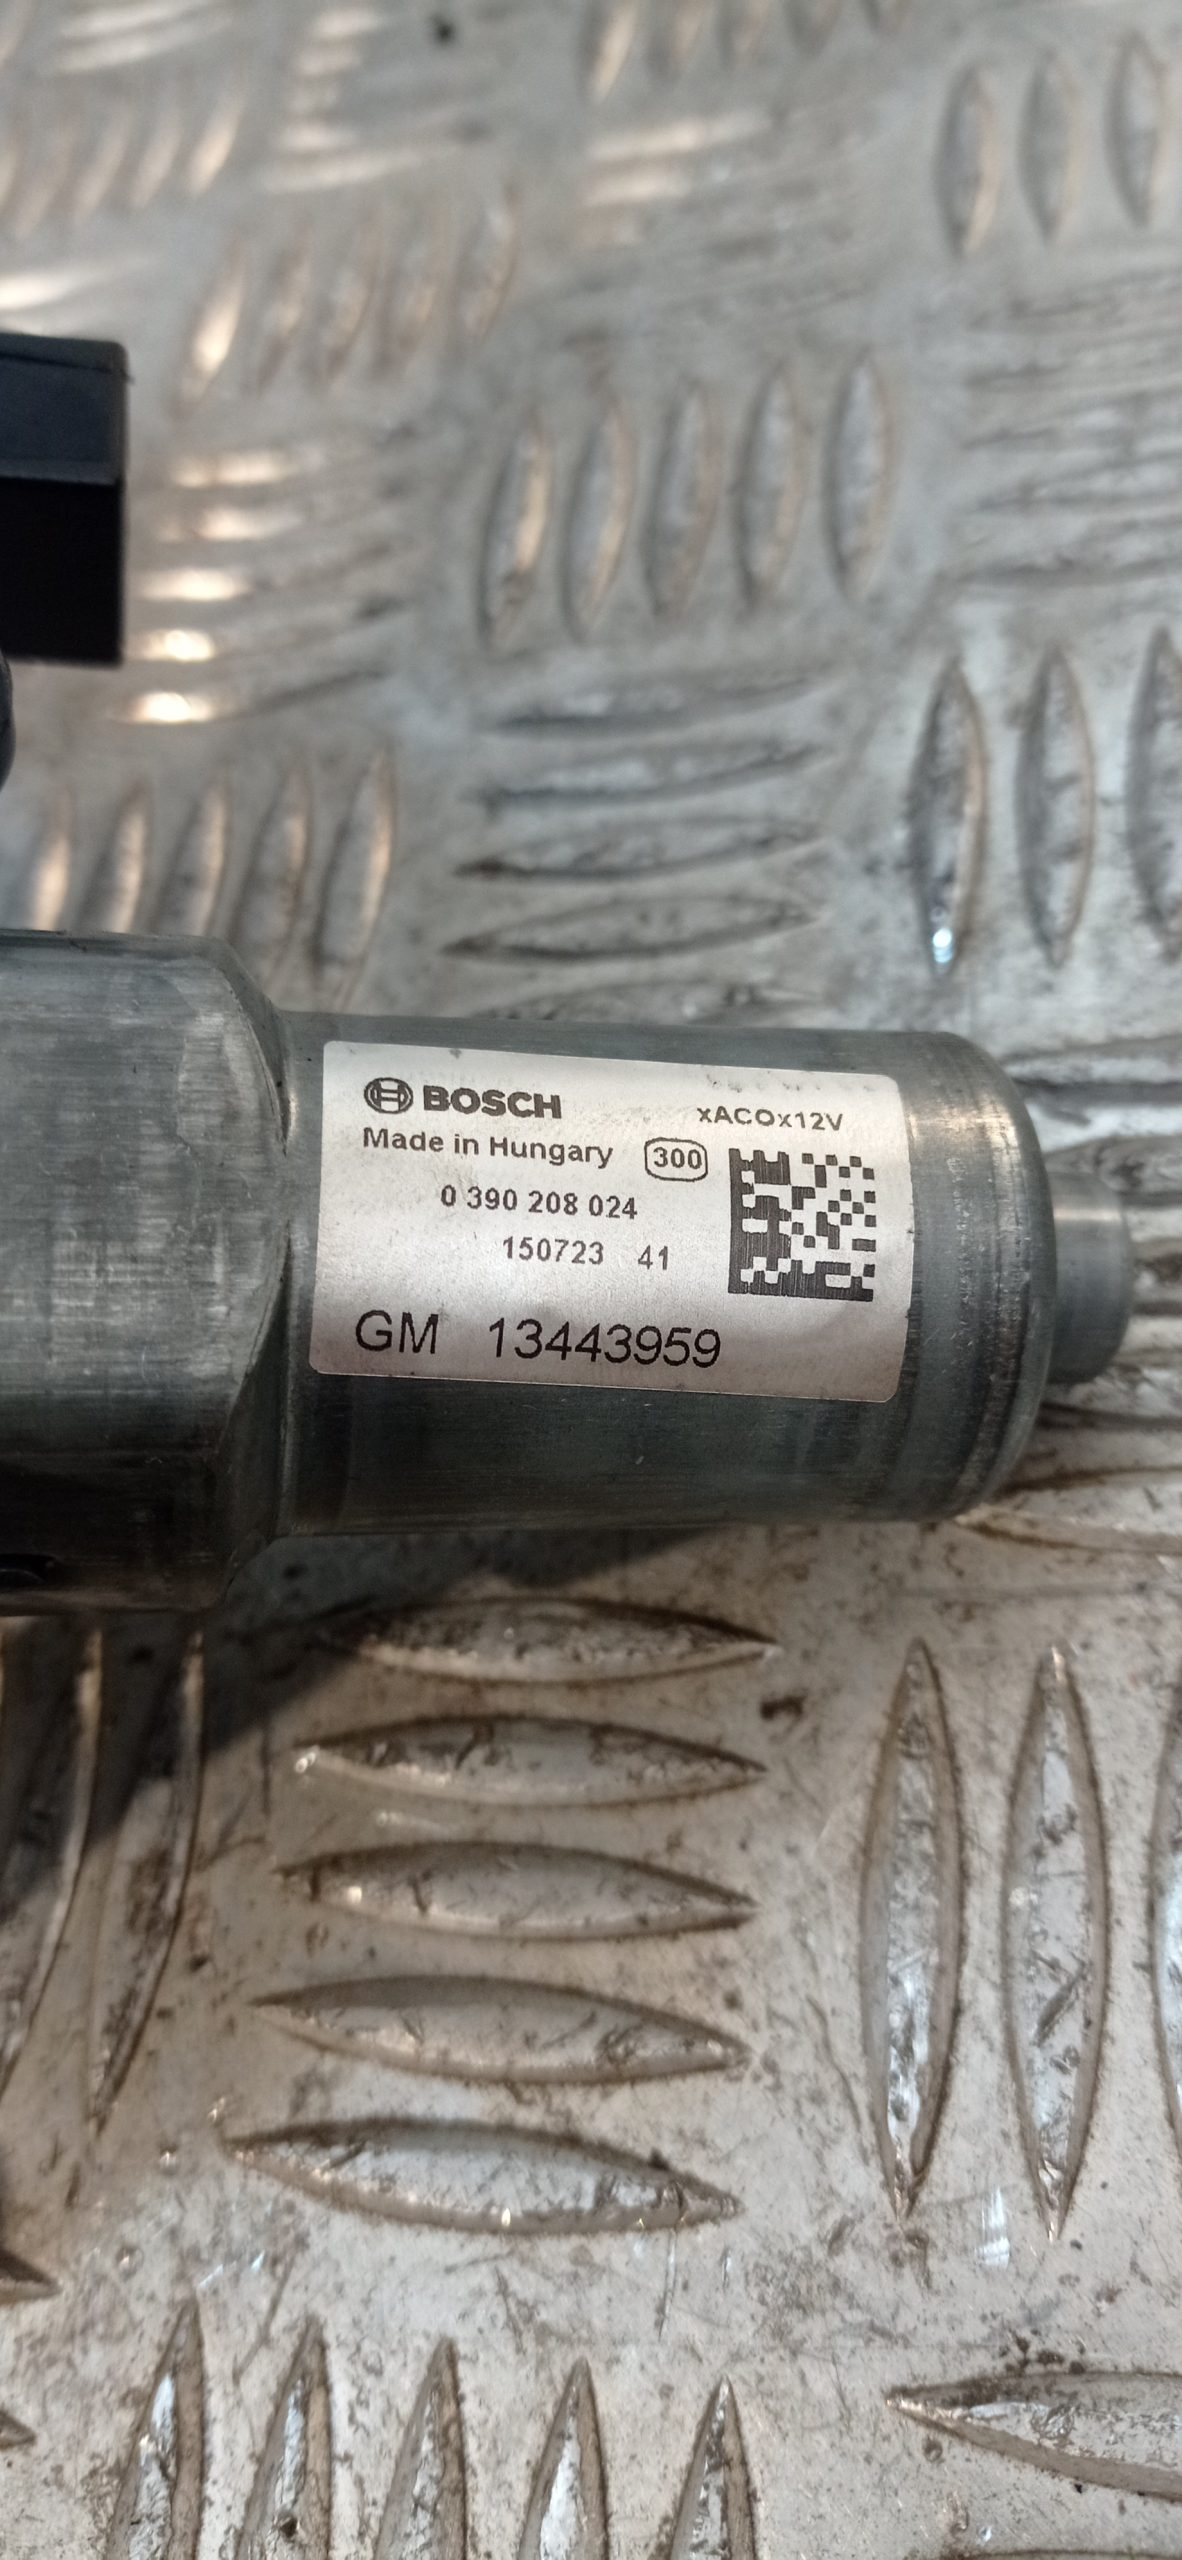 BOSCH xACOx12V
Made in Hungary 300
0 390 208 024
150723 41
GM 13443959